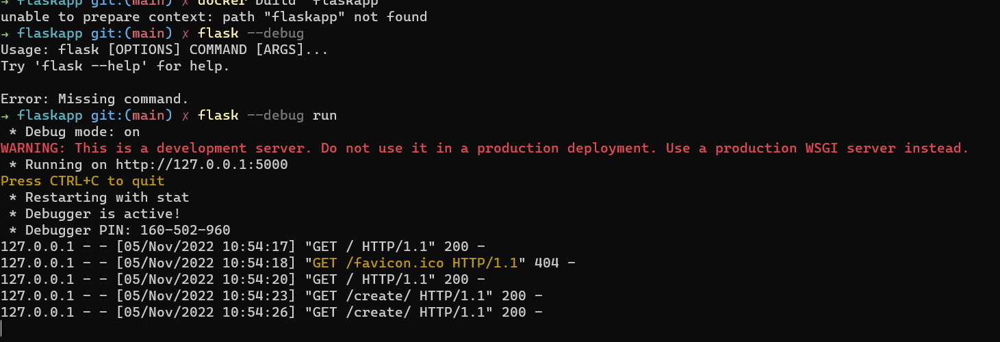 → flaskapp git:(main) ✗ docker build flaskapp
unable to prepare context: path "flaskapp" not found
→ flaskapp git:(main) ✗ flask --debug
Usage: flask [OPTIONS] COMMAND [ARGS]...
Try 'flask --help' for help.
Error: Missing command.
→ flaskapp git:(main) ✗ flask --debug run
* Debug mode: on
WARNING: This is a development server. Do not use it in a production deployment. Use a production WSGI server instead.
* Running on http://127.0.0.1:5000
Press CTRL+C to quit
* Restarting with stat
* Debugger is active!
* Debugger PIN: 160-502-960
127.0.0.1 - - [05/Nov/2022 10:54:17] "GET / HTTP/1.1" 200 -
127.0.0.1 - - [05/Nov/2022 10:54:18] "GET /favicon.ico HTTP/1.1" 404 -
127.0.0.1 - - [05/Nov/2022 10:54:20] "GET / HTTP/1.1" 200 -
127.0.0.1 - - [05/Nov/2022 10:54:23] "GET /create/ HTTP/1.1" 200 -
127.0.0.1 - - [05/Nov/2022 10:54:26] "GET /create/ HTTP/1.1" 200 -